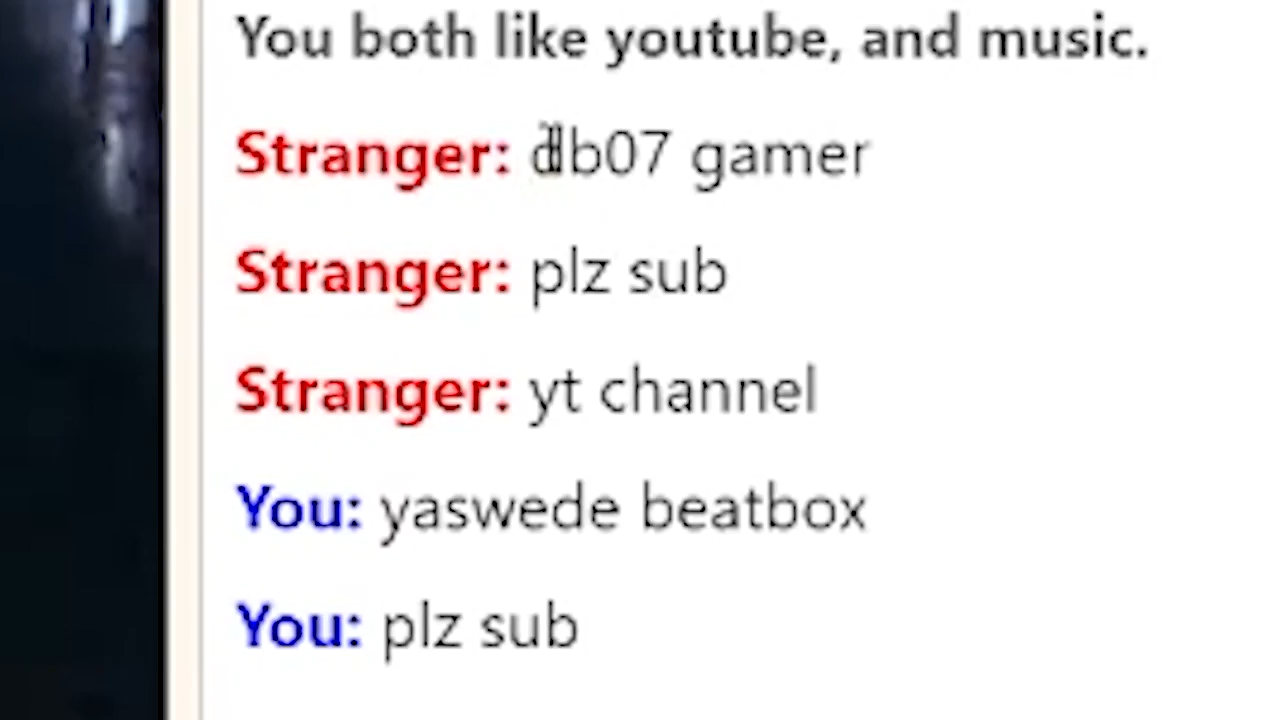 You both like youtube, and music.
Stranger: db07 gamer
Stranger: plz sub
Stranger: yt channel
You: yaswede beatbox
You: plz sub